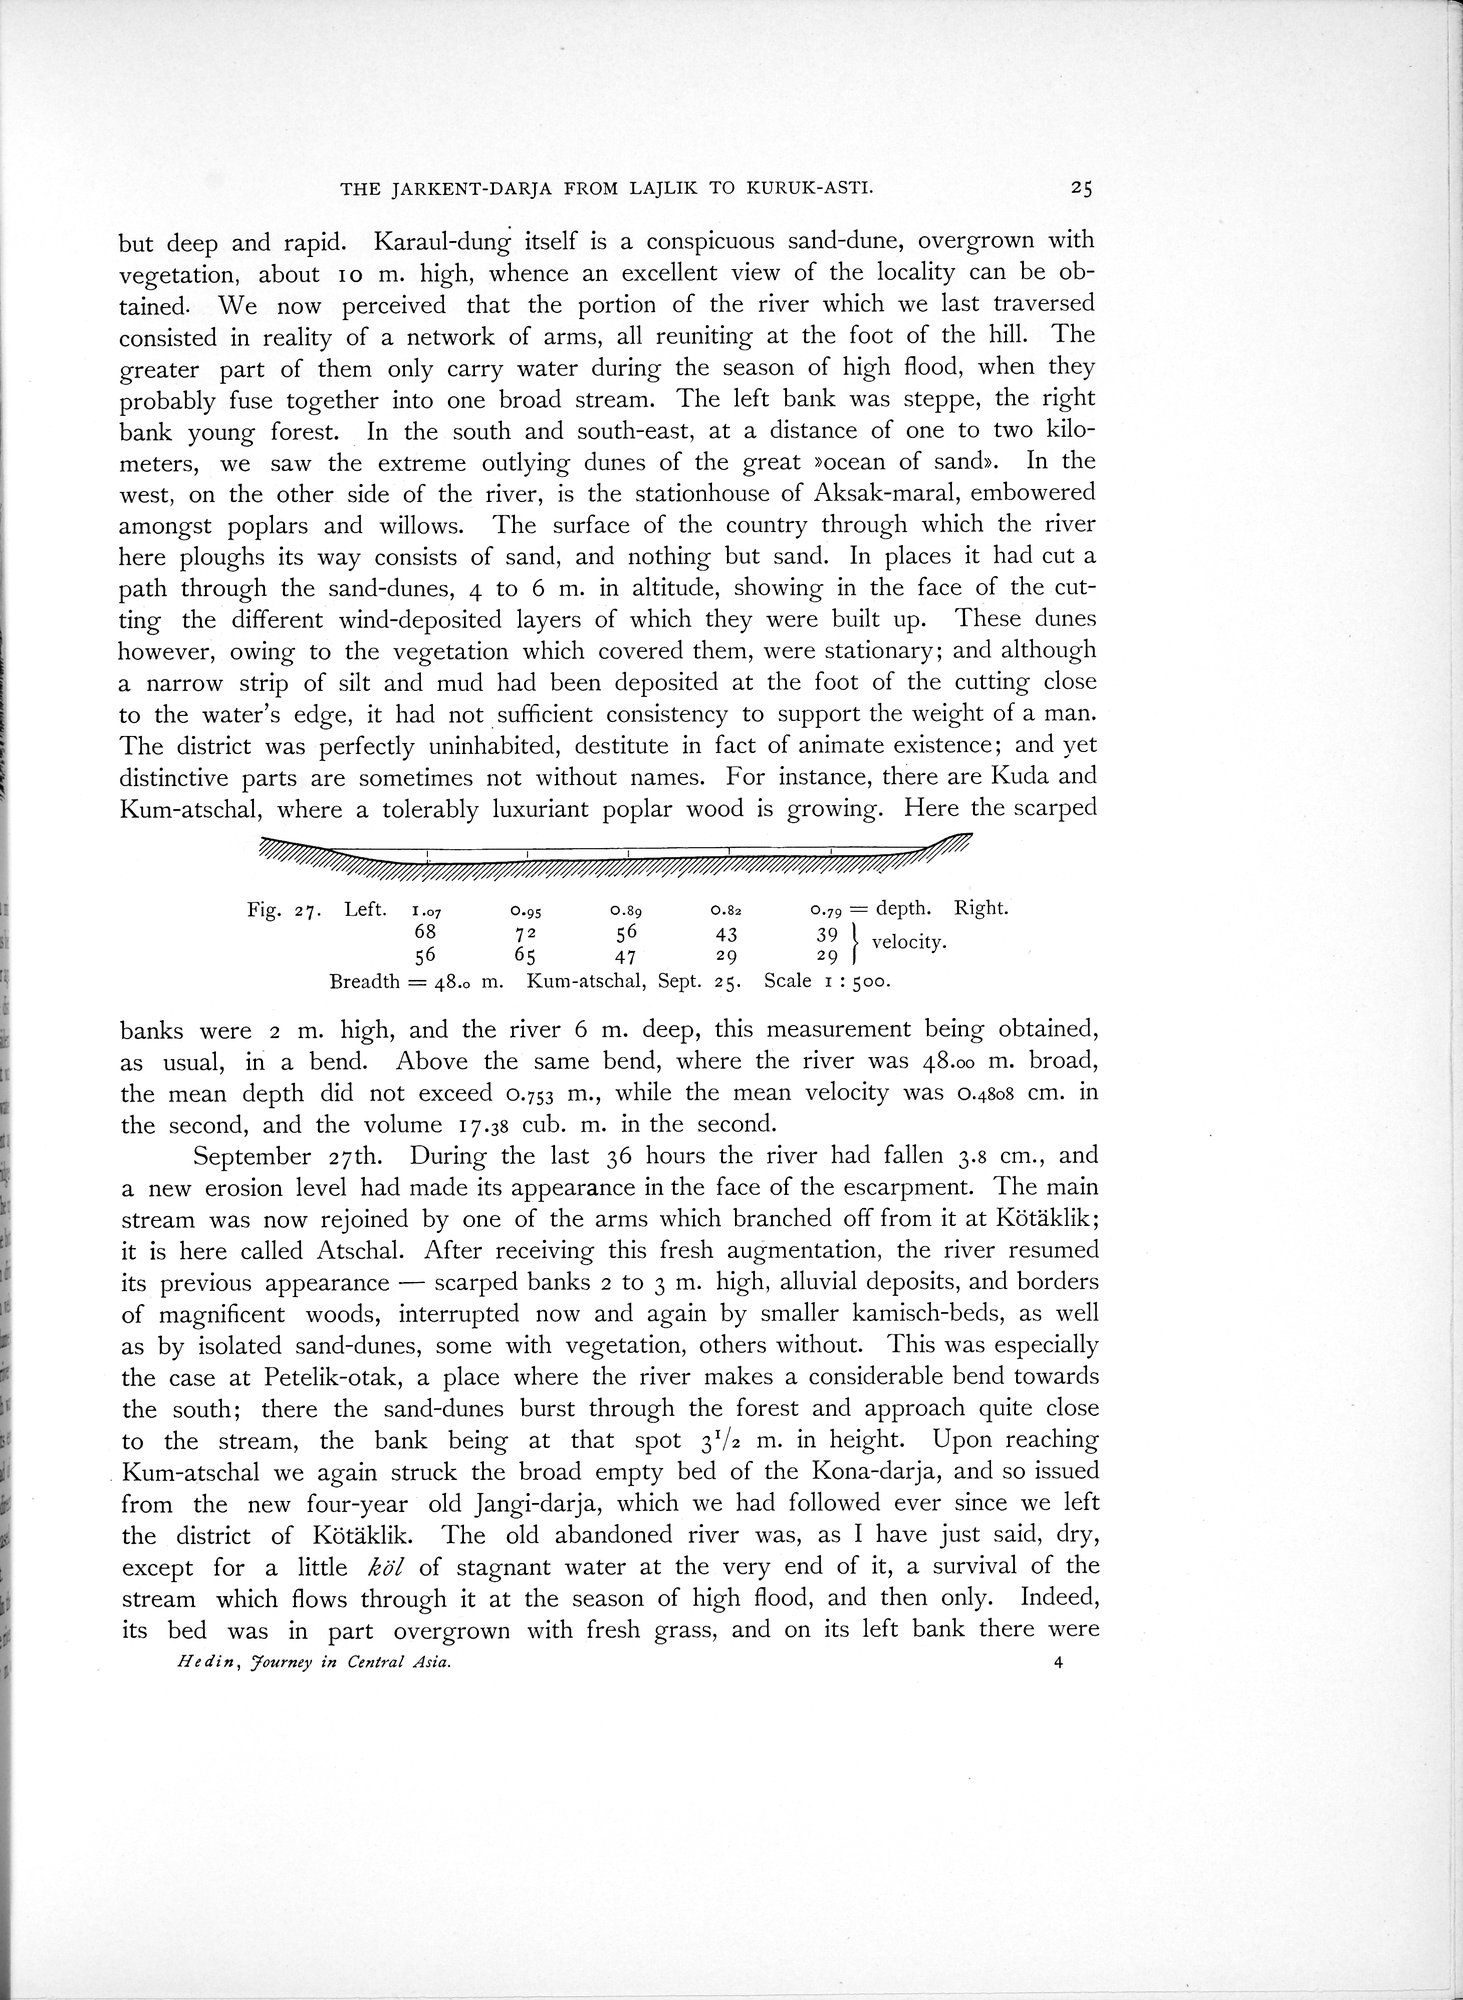 THE JARKENT-DARJA FROM LAJLIK TO KURUK-ASTI. 25
but deep and rapid. Karaul-dung itself is a conspicuous sand-dune, overgrown with
vegetation, about 10 m. high, whence an excellent view of the locality can be ob-
tained. We now perceived that the portion of the river which we last traversed
consisted in reality of a network of arms, all reuniting at the foot of the hill. The
greater part of them only carry water during the season of high flood, when they
probably fuse together into one broad stream. The left bank was steppe, the right
bank young forest. In the south and south-east, at a distance of one to two kilo-
meters, we saw the extreme outlying dunes of the great »ocean of sand». In the
west, on the other side of the river, is the stationhouse of Aksak-maral, embowered
amongst poplars and willows. The surface of the country through which the river
here ploughs its way consists of sand, and nothing but sand. In places it had cut a
path through the sand-dunes, 4 to 6 m. in altitude, showing in the face of the cut-
ting the different wind-deposited layers of which they were built up. These dunes
however, owing to the vegetation which covered them, were stationary; and although
a narrow strip of silt and mud had been deposited at the foot of the cutting close
to the water's edge, it had not sufficient consistency to support the weight of a man.
The district was perfectly uninhabited, destitute in fact of animate existence; and yet
distinctive parts are sometimes not without names. For instance, there are Kuda and
Kum-atschal, where a tolerably luxuriant poplar wood is growing. Here the scarped
Fig. 27. Left. 1.07 0.95 0.89 0.82 0.79 = depth. Right.
68 72 56 43 39 } velocity.
56 65 47 29 29
Breadth = 48.0 m. Kum-atschal, Sept. 25. Scale 1 : 500.
banks were 2 m. high, and the river 6 m. deep, this measurement being obtained,
as usual, in a bend. Above the same bend, where the river was 48.00 m. broad,
the mean depth did not exceed 0.753 m., while the mean velocity was 0.4808 cm. in
the second, and the volume 17.38 cub. m. in the second.
September 27th. During the last 36 hours the river had fallen 3.8 cm., and
a new erosion level had made its appearance in the face of the escarpment. The main
stream was now rejoined by one of the arms which branched off from it at Kötäklik;
it is here called Atschal. After receiving this fresh augmentation, the river resumed
its previous appearance — scarped banks 2 to 3 m. high, alluvial deposits, and borders
of magnificent woods, interrupted now and again by smaller kamisch-beds, as well
as by isolated sand-dunes, some with vegetation, others without. This was especially
the case at Petelik-otak, a place where the river makes a considerable bend towards
the south; there the sand-dunes burst through the forest and approach quite close
to the stream, the bank being at that spot 3 1/2 m. in height. Upon reaching
Kum-atschal we again struck the broad empty bed of the Kona-darja, and so issued
from the new four-year old Jangi-darja, which we had followed ever since we left
the district of Kötäklik. The old abandoned river was, as I have just said, dry,
except for a little köl of stagnant water at the very end of it, a survival of the
stream which flows through it at the season of high flood, and then only. Indeed,
its bed was in part overgrown with fresh grass, and on its left bank there were
Hedin, Journey in Central Asia. 4